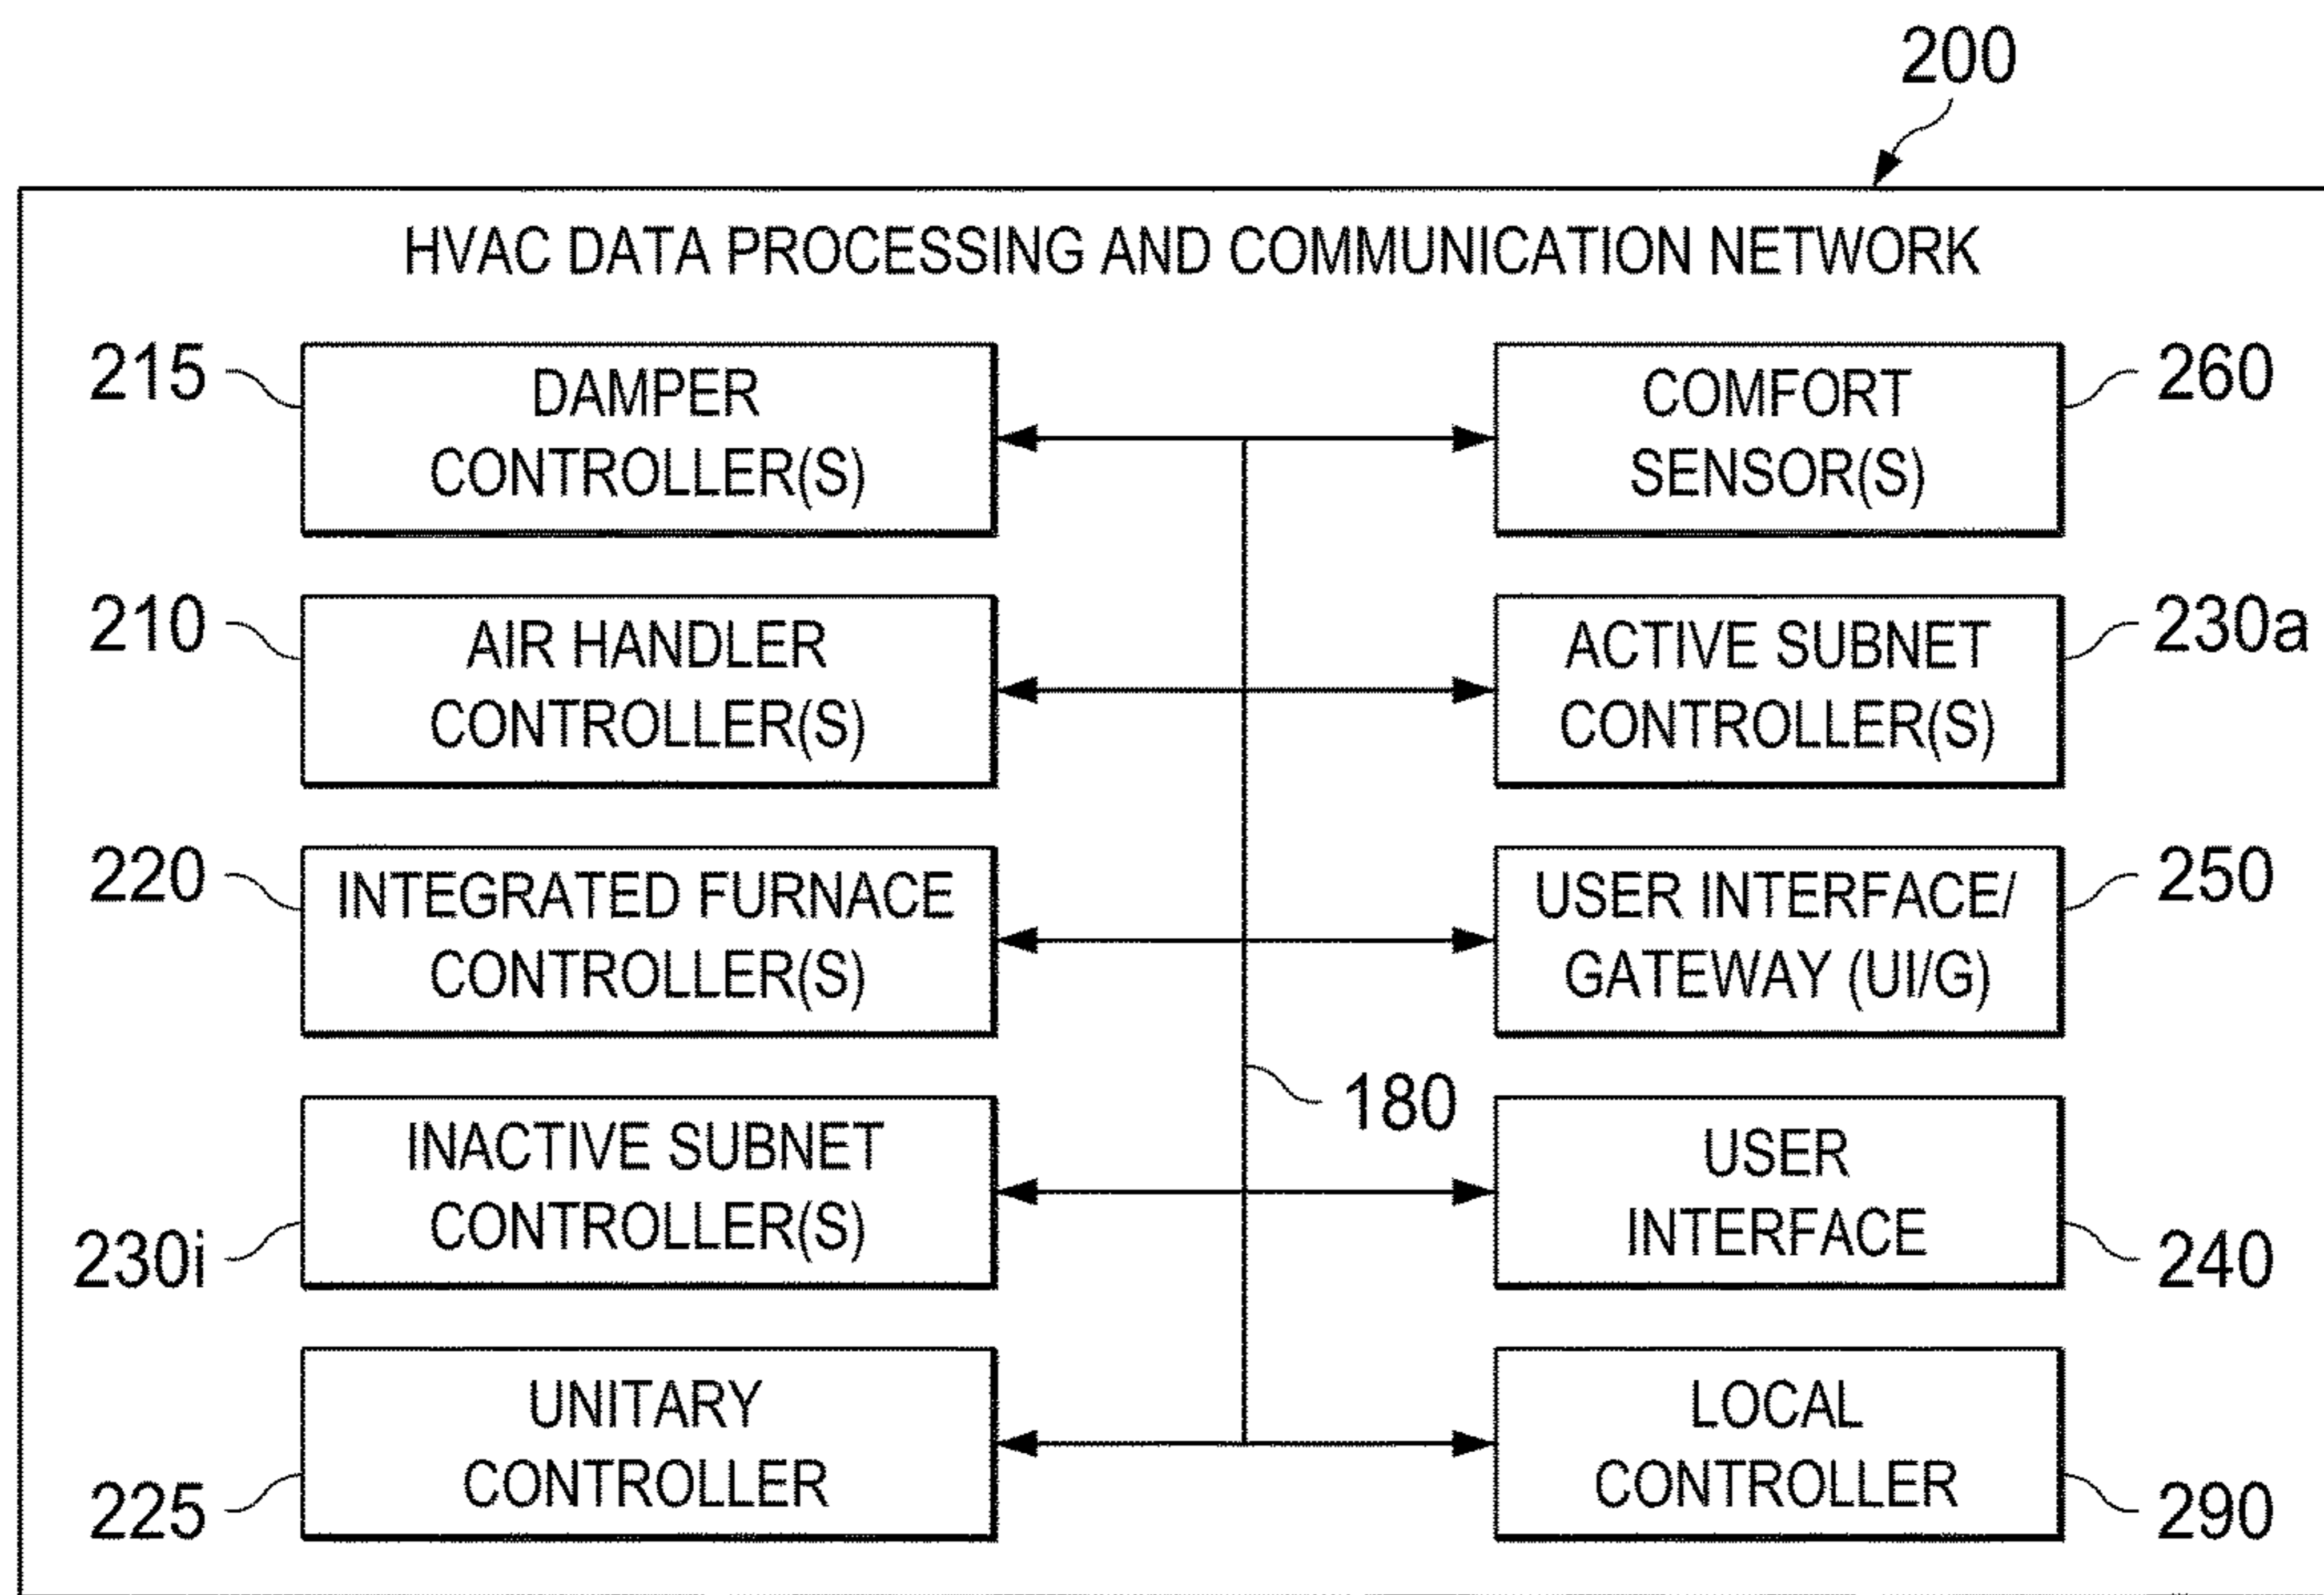 200
HVAC DATA PROCESSING AND COMMUNICATION NETWORK
215
DAMPER
CONTROLLER(S)
COMFORT
SENSOR(S)
260
210
AIR HANDLER
CONTROLLER(S)
ACTIVE SUBNET
CONTROLLER(S)
230a
220
INTEGRATED FURNACE
CONTROLLER(S)
USER INTERFACE/
GATEWAY (UI/G)
250
180
230i
INACTIVE SUBNET
CONTROLLER(S)
USER
INTERFACE
240
225
UNITARY
CONTROLLER
LOCAL
CONTROLLER
290